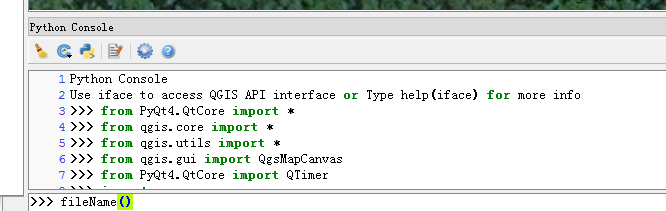 Python Console
1 Python Console
2 Use iface to access QGIS API interface or Type help(iface) for more info
3 >>> from PyQt4.QtCore import *
4 >>> from qgis.core import *
5 >>> from qgis.utils import *
6 >>> from qgis.gui import QgsMapCanvas
7 >>> from PyQt4.QtCore import QTimer
>>> fileName()